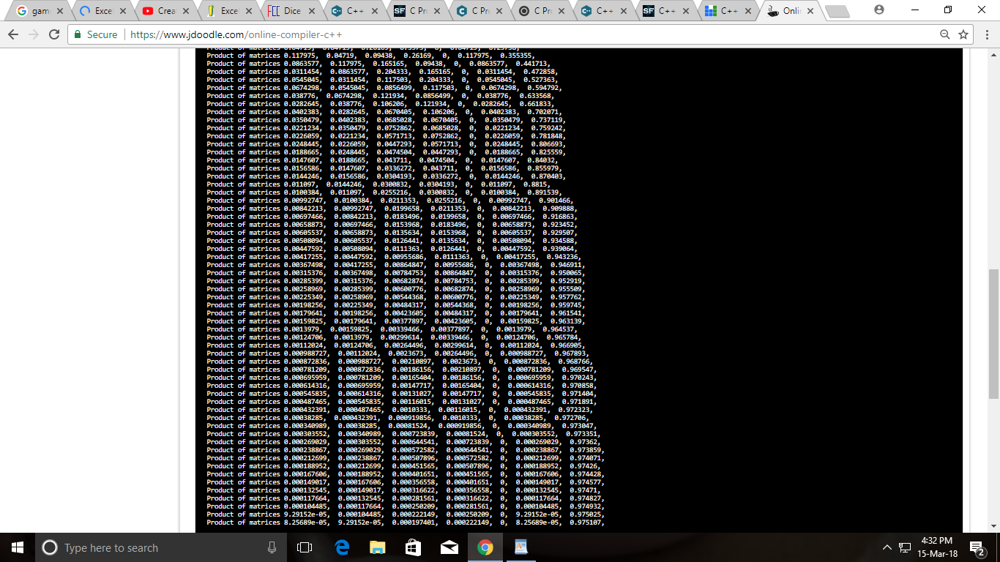 gam
Excel
Crea
Excel
Dice
C++
C Pr
C Pr
C Pr
C++
C++
C++
Onlin
Secure https://www.jdoodle.com/online-compiler-c++
Product of matrices 0.117975, 0.04719, 0.09438, 0.26169, 0, 0.117975, 0.355355,
Product of matrices 0.0863577, 0.117975, 0.165165, 0.09438, 0, 0.0863577, 0.441713,
Product of matrices 0.0311454, 0.0863577, 0.204333, 0.165165, 0, 0.0311454, 0.472858,
Product of matrices 0.0545045, 0.0311454, 0.117503, 0.204333, 0, 0.0545045, 0.527363,
Product of matrices 0.0674298, 0.0545045, 0.0856499, 0.117503, 0, 0.0674298, 0.594792,
Product of matrices 0.038776, 0.0674298, 0.121934, 0.0856499, 0, 0.038776, 0.633568,
Product of matrices 0.0282645, 0.038776, 0.106206, 0.121934, 0, 0.0282645, 0.661833,
Product of matrices 0.0402383, 0.0282645, 0.0670405, 0.106206, 0, 0.0402383, 0.702071,
Product of matrices 0.0350479, 0.0402383, 0.0685028, 0.0670405, 0, 0.0350479, 0.737119,
Product of matrices 0.0221234, 0.0350479, 0.0752862, 0.0685028, 0, 0.0221234, 0.759242,
Product of matrices 0.0226059, 0.0221234, 0.0571713, 0.0752862, 0, 0.0226059, 0.781848,
Product of matrices 0.0248445, 0.0226059, 0.0447293, 0.0571713, 0, 0.0248445, 0.806693,
Product of matrices 0.0188665, 0.0248445, 0.0474504, 0.0447293, 0, 0.0188665, 0.825559,
Product of matrices 0.0147607, 0.0188665, 0.043711, 0.0474504, 0, 0.0147607, 0.84032,
Product of matrices 0.0156586, 0.0147607, 0.0336272, 0.043711, 0, 0.0156586, 0.855979,
Product of matrices 0.0144246, 0.0156586, 0.0304193, 0.0336272, 0, 0.0144246, 0.870403,
Product of matrices 0.011097, 0.0144246, 0.0300832, 0.0304193, 0, 0.011097, 0.8815,
Product of matrices 0.0100384, 0.011097, 0.0255216, 0.0300832, 0, 0.0100384, 0.891539,
Product of matrices 0.00992747, 0.0100384, 0.0211353, 0.0255216, 0, 0.00992747, 0.901466,
Product of matrices 0.00842213, 0.00992747, 0.0199658, 0.0211353, 0, 0.00842213, 0.909888,
Product of matrices 0.00697466, 0.00842213, 0.0183496, 0.0199658, 0, 0.00697466, 0.916863,
Product of matrices 0.00658873, 0.00697466, 0.0153968, 0.0183496, 0, 0.00658873, 0.923452,
Product of matrices 0.00605537, 0.00658873, 0.0135634, 0.0153968, 0, 0.00605537, 0.929507,
Product of matrices 0.00508094, 0.00605537, 0.0126441, 0.0135634, 0, 0.00508094, 0.934588,
Product of matrices 0.00447592, 0.00508094, 0.0111363, 0.0126441, 0, 0.00447592, 0.939064,
Product of matrices 0.00417255, 0.00447592, 0.00955686, 0.0111363, 0, 0.00417255, 0.943236,
Product of matrices 0.00367498, 0.00417255, 0.00864847, 0.00955686, 0, 0.00367498, 0.946911,
Product of matrices 0.00315376, 0.00367498, 0.00784753, 0.00864847, 0, 0.00315376, 0.950065,
Product of matrices 0.00285399, 0.00315376, 0.00682874, 0.00784753, 0, 0.00285399, 0.952919,
Product of matrices 0.00258969, 0.00285399, 0.00600776, 0.00682874, 0, 0.00258969, 0.955509,
Product of matrices 0.00225349, 0.00258969, 0.00544368, 0.00600776, 0, 0.00225349, 0.957762,
Product of matrices 0.00198256, 0.00225349, 0.00484317, 0.00544368, 0, 0.00198256, 0.959745,
Product of matrices 0.00179641, 0.00198256, 0.00423605, 0.00484317, 0, 0.00179641, 0.961541,
Product of matrices 0.00159825, 0.00179641, 0.00377897, 0.00423605, 0, 0.00159825, 0.963139,
Product of matrices 0.0013979, 0.00159825, 0.00339466, 0.00377897, 0, 0.0013979, 0.964537,
Product of matrices 0.00124706, 0.0013979, 0.00299614, 0.00339466, 0, 0.00124706, 0.965784,
Product of matrices 0.00112024, 0.00124706, 0.00264496, 0.00299614, 0, 0.00112024, 0.966905,
Product of matrices 0.000988727, 0.00112024, 0.0023673, 0.00264496, 0, 0.000988727, 0.967893,
Product of matrices 0.000872836, 0.000988727, 0.00210897, 0.0023673, 0, 0.000872836, 0.968766,
Product of matrices 0.000781209, 0.000872836, 0.00186156, 0.00210897, 0, 0.000781209, 0.969547,
Product of matrices 0.000695959, 0.000781209, 0.00165404, 0.00186156, 0, 0.000695959, 0.970243,
Product of matrices 0.000614316, 0.000695959, 0.00147717, 0.00165404, 0, 0.000614316, 0.970858,
Product of matrices 0.000545835, 0.000614316, 0.00131027, 0.00147717, 0, 0.000545835, 0.971404,
Product of matrices 0.000487465, 0.000545835, 0.00116015, 0.00131027, 0, 0.000487465, 0.971891,
Product of matrices 0.000432391, 0.000487465, 0.0010333, 0.00116015, 0, 0.000432391, 0.972323,
Product of matrices 0.00038285, 0.000432391, 0.000919856, 0.0010333, 0, 0.00038285, 0.972706,
Product of matrices 0.000340989, 0.00038285, 0.00081524, 0.000919856, 0, 0.000340989, 0.973047,
Product of matrices 0.000303552, 0.000340989, 0.000723839, 0.00081524, 0, 0.000303552, 0.973351,
Product of matrices 0.000269029, 0.000303552, 0.000644541, 0.000723839, 0, 0.000269029, 0.97362,
Product of matrices 0.000238867, 0.000269029, 0.000572582, 0.000644541, 0, 0.000238867, 0.973859,
Product of matrices 0.000212699, 0.000238867, 0.000507896, 0.000572582, 0, 0.000212699, 0.974071,
Product of matrices 0.000188952, 0.000212699, 0.000451565, 0.000507896, 0, 0.000188952, 0.97426,
Product of matrices 0.000167606, 0.000188952, 0.000401651, 0.000451565, 0, 0.000167606, 0.974428,
Product of matrices 0.000149017, 0.000167606, 0.000356558, 0.000401651, 0, 0.000149017, 0.974577,
Product of matrices 0.000132545, 0.000149017, 0.000316622, 0.000356558, 0, 0.000132545, 0.97471,
Product of matrices 0.000117664, 0.000132545, 0.000281561, 0.000316622, 0, 0.000117664, 0.974827,
Product of matrices 0.000104485, 0.000117664, 0.000250209, 0.000281561, 0, 0.000104485, 0.974932,
Product of matrices 9.29152e-05, 0.000104485, 0.000222149, 0.000250209, 0, 9.29152e-05, 0.975025,
Product of matrices 8.25689e-05, 9.29152e-05, 0.000197401, 0.000222149, 0, 8.25689e-05, 0.975107,
Type here to search
4:32 PM
15-Mar-18
2